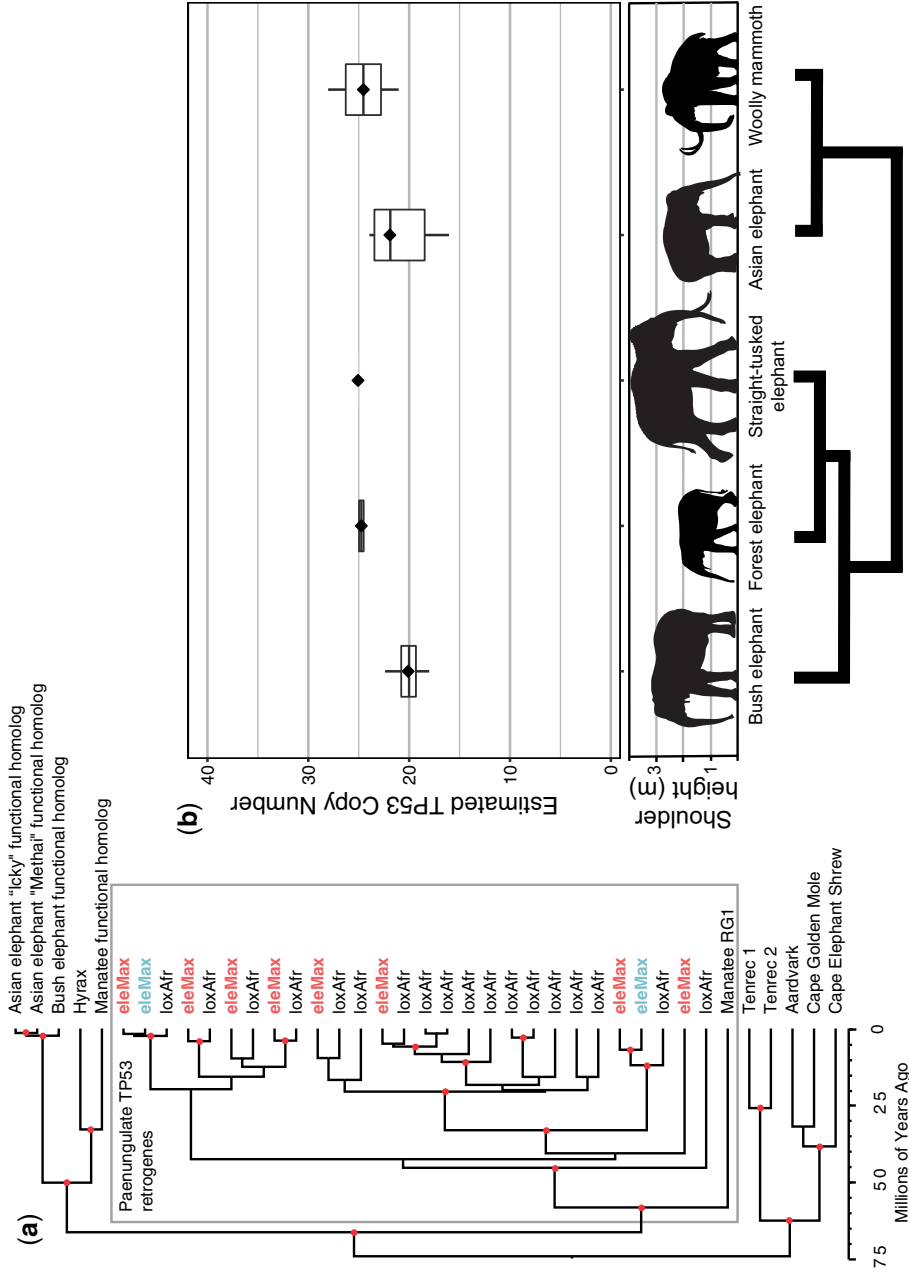 (a)
Asian elephant "Icky" functional homolog
Asian elephant "Methai" functional homolog
Bush elephant functional homolog
Hyrax
Manatee functional homolog
Paenungulate TP53
retrogenes
eleMax
eleMax
loxAfr
eleMax
loxAfr
eleMax
loxAfr
eleMax
loxAfr
eleMax
loxAfr
loxAfr
eleMax
loxAfr
loxAfr
loxAfr
loxAfr
loxAfr
loxAfr
loxAfr
loxAfr
loxAfr
loxAfr
eleMax
eleMax
loxAfr
eleMax
loxAfr
Manatee RG1
Tenrec 1
Tenrec 2
Aardvark
Cape Golden Mole
Cape Elephant Shrew
75
50
25
0
Millions of Years Ago
(b)
Estimated TP53 Copy Number
40
30
20
10
0
Shoulder
height (m)
3
1
Bush elephant
Forest elephant
Straight-tusked
elephant
Asian elephant
Woolly mammoth